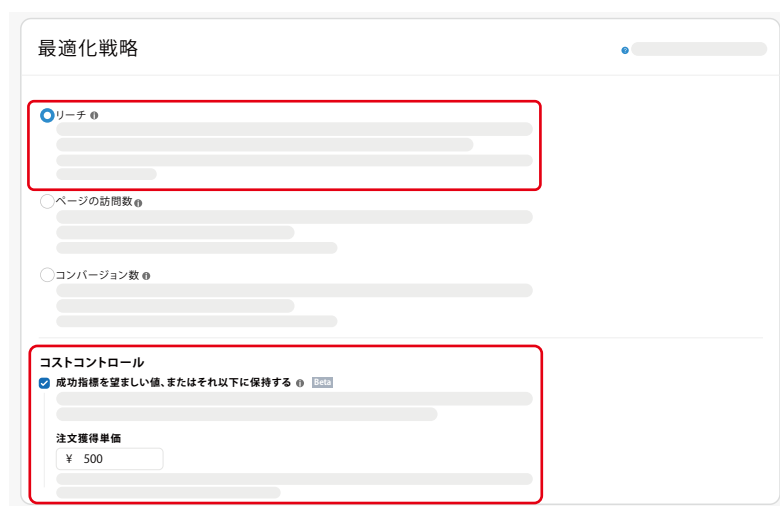 最適化戦略
リーチ
ページの訪問数
コンバージョン数
コストコントロール
成功指標を望ましい値、またはそれ以下に保持する Beta
注文獲得単価
¥ 500